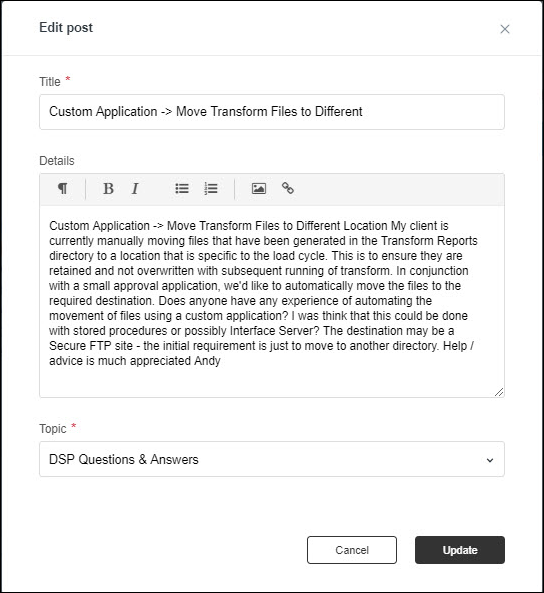 Edit post
Title *
Custom Application -> Move Transform Files to Different
Details
¶ B I
Custom Application -> Move Transform Files to Different Location My client is
currently manually moving files that have been generated in the Transform Reports
directory to a location that is specific to the load cycle. This is to ensure they are
retained and not overwritten with subsequent running of transform. In conjunction
with a small approval application, we'd like to automatically move the files to the
required destination. Does anyone have any experience of automating the
movement of files using a custom application? I was think that this could be done
with stored procedures or possibly Interface Server? The destination may be a
Secure FTP site - the initial requirement is just to move to another directory. Help /
advice is much appreciated Andy
Topic *
DSP Questions & Answers
Cancel Update